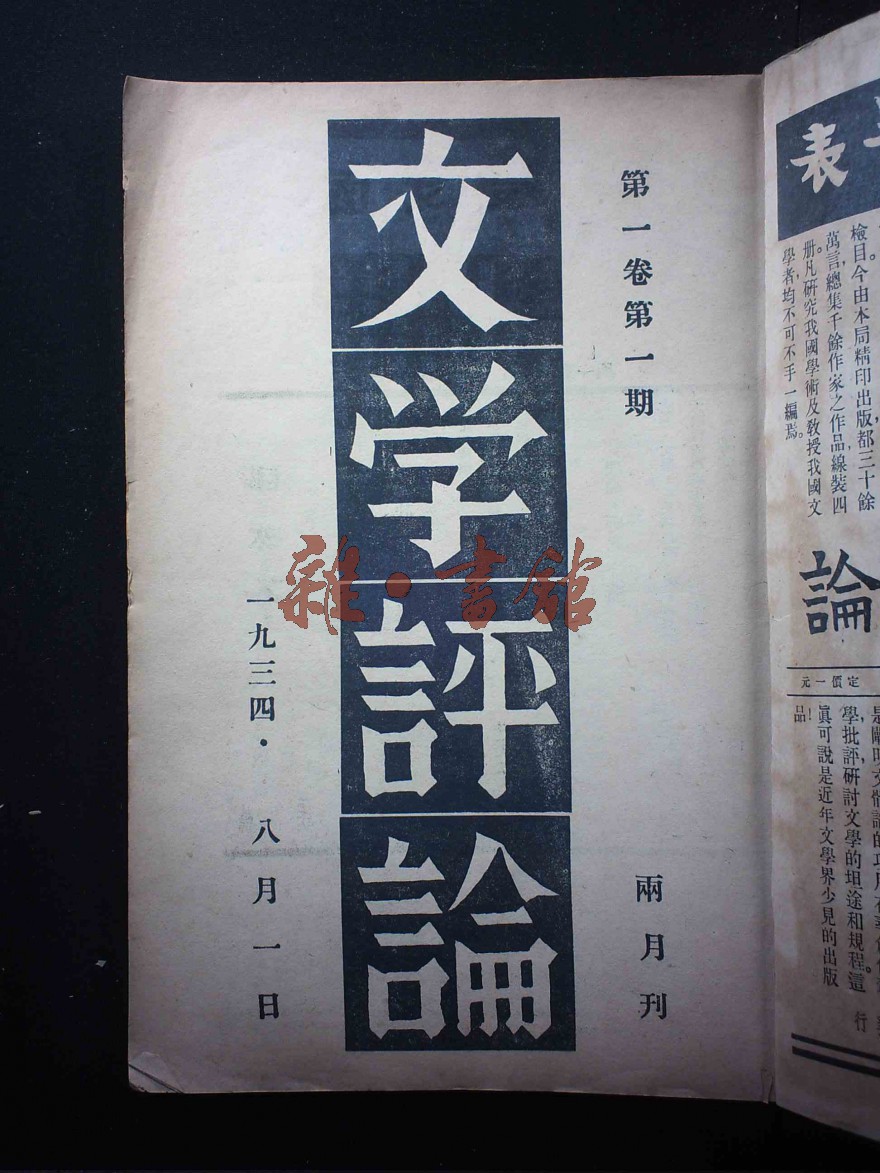 第一卷第一期
兩月刊
文学評論
一九三四·八月一日
雜·書館
表
檢目今由本局精印出版,都三十餘
萬言,總集千餘作家之作品,線裝四
册。凡研究我國學術及敎授我國文
學者,均不可不手一編焉。
論
定價一元
學,批評研討文學的坦途和規程。這
眞可說是近年文學界少見的出版
品!
行